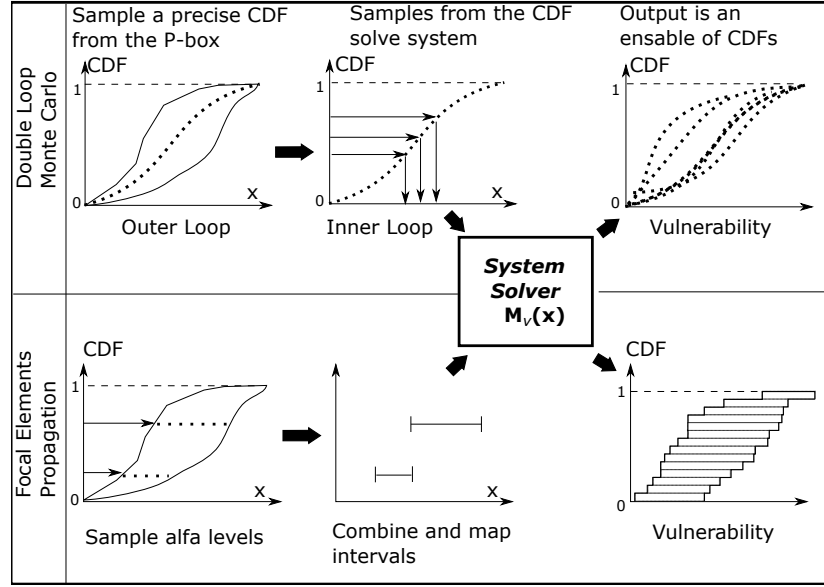 Sample a precise CDF
from the P-box
Samples from the CDF
solve system
Output is an
ensable of CDFs
Double Loop
Monte Carlo
CDF
1
0
x
Outer Loop
CDF
1
0
x
Inner Loop
CDF
1
0
x
Vulnerability
System
Solver
Mv(x)
Focal Elements
Propagation
CDF
1
0
x
Sample alfa levels
x
Combine and map
intervals
CDF
1
0
Vulnerability